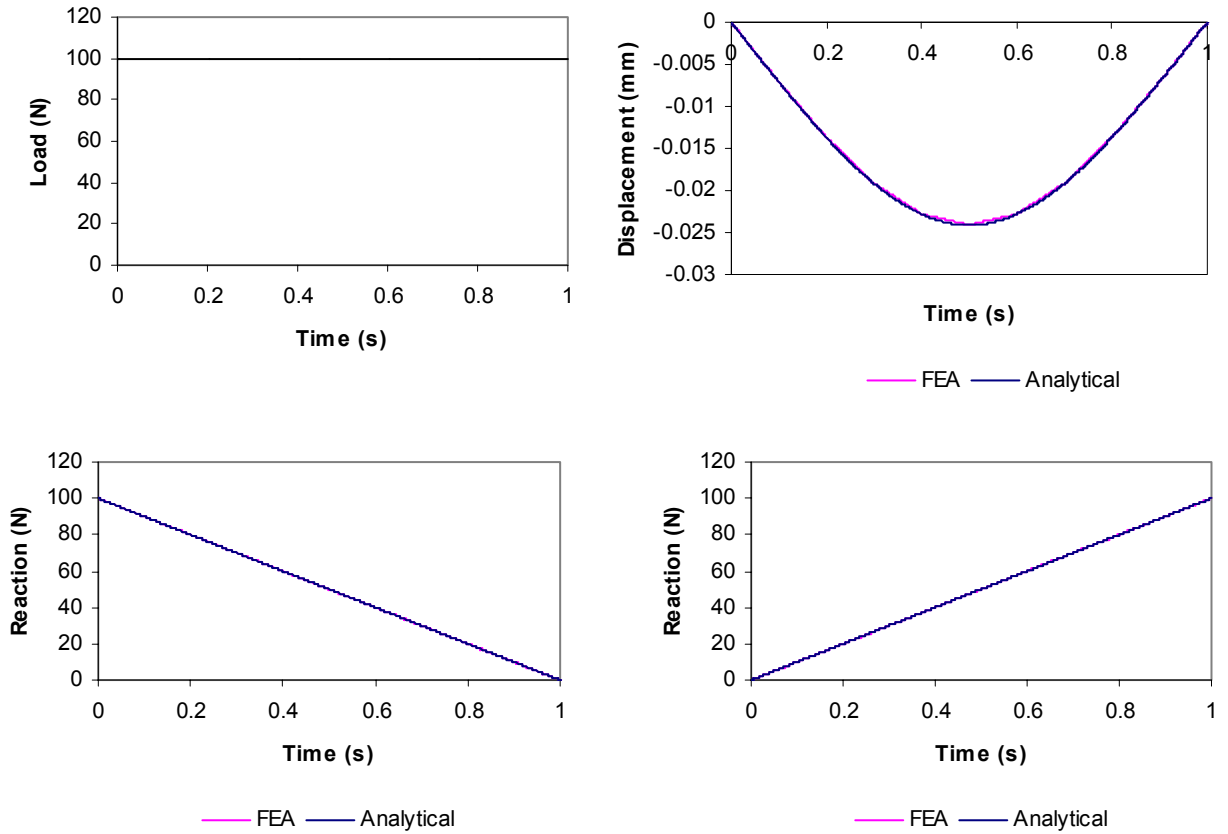 120
100
80
60
40
20
0
Load (N)
0 0.2 0.4 0.6 0.8 1
Time (s)
0
-0.005
-0.01
-0.015
-0.02
-0.025
-0.03
Displacement (mm)
0 0.2 0.4 0.6 0.8 1
Time (s)
FEA Analytical
120
100
80
60
40
20
0
Reaction (N)
0 0.2 0.4 0.6 0.8 1
Time (s)
FEA Analytical
120
100
80
60
40
20
0
Reaction (N)
0 0.2 0.4 0.6 0.8 1
Time (s)
FEA Analytical